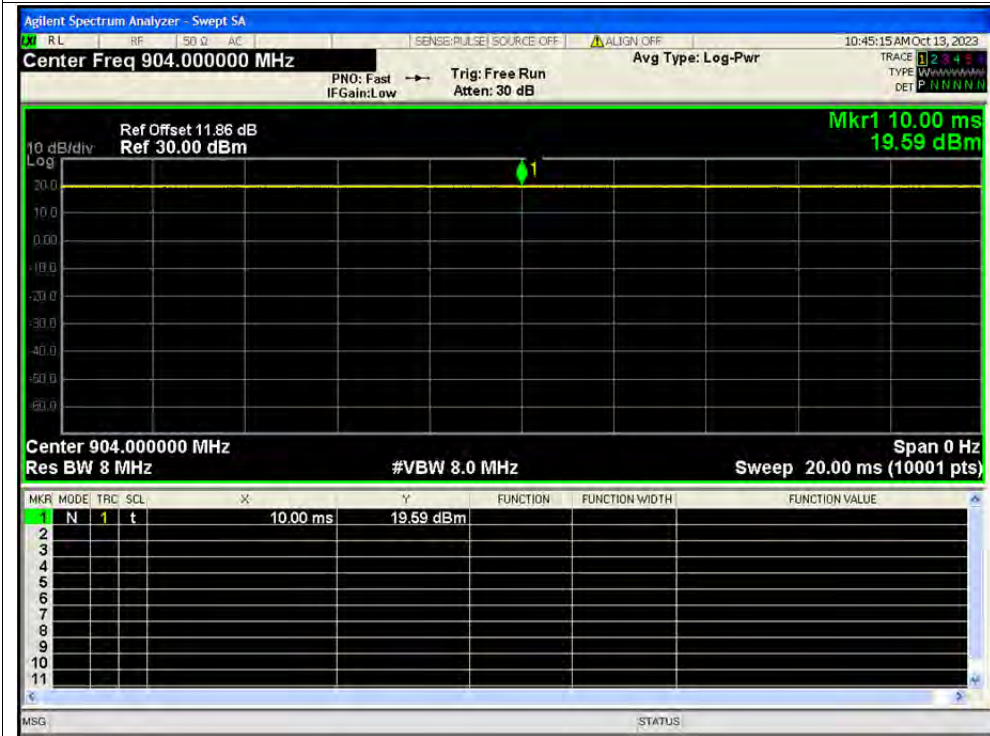 Agilent Spectrum Analyzer - Swept SA
LXI RL RF 50 Ω AC SENSE:PULSE SOURCE OFF ALIGN OFF 10:45:15 AM Oct 13, 2023
Center Freq 904.000000 MHz
PNO: Fast
IFGain:Low
Trig: Free Run
Atten: 30 dB
Avg Type: Log-Pwr
TRACE 1 2 3 4 5 6
TYPE W
DET P N N N N N
Ref Offset 11.86 dB
10 dB/div Ref 30.00 dBm
Log
Mkr1 10.00 ms
19.59 dBm
1
20.0
10.0
0.00
-10.0
-20.0
-30.0
-40.0
-50.0
-60.0
Center 904.000000 MHz Span 0 Hz
Res BW 8 MHz #VBW 8.0 MHz Sweep 20.00 ms (10001 pts)
MKR MODE TRC SCL X Y FUNCTION FUNCTION WIDTH FUNCTION VALUE
1 N 1 t 10.00 ms 19.59 dBm
2
3
4
5
6
7
8
9
10
11
MSG STATUS